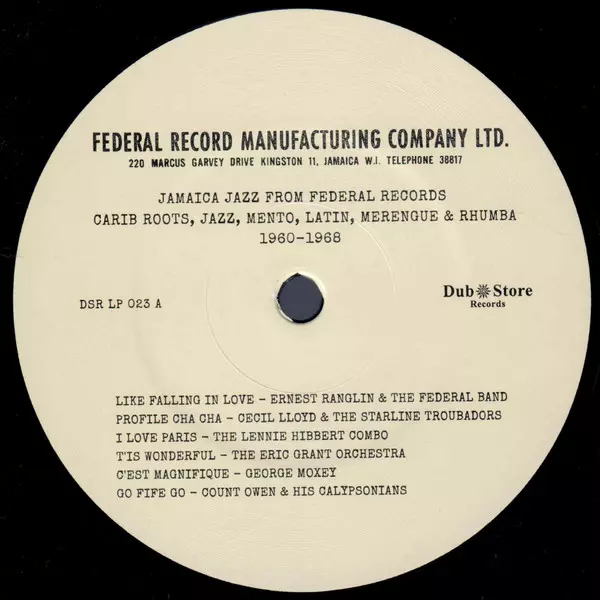 FEDERAL RECORD MANUFACTURING COMPANY LTD.
220 MARCUS GARVEY DRIVE KINGSTON 11, JAMAICA W.I. TELEPHONE 38817
JAMAICA JAZZ FROM FEDERAL RECORDS
CARIB ROOTS, JAZZ, MENTO, LATIN, MERENGUE & RHUMBA
1960-1968
DSR LP 023 A
Dub Store
Records
LIKE FALLING IN LOVE - ERNEST RANGLIN & THE FEDERAL BAND
PROFILE CHA CHA - CECIL LLOYD & THE STARLINE TROUBADORS
I LOVE PARIS - THE LENNIE HIBBERT COMBO
T'IS WONDERFUL - THE ERIC GRANT ORCHESTRA
C'EST MAGNIFIQUE - GEORGE MOXEY
GO FIFE GO - COUNT OWEN & HIS CALYPSONIANS